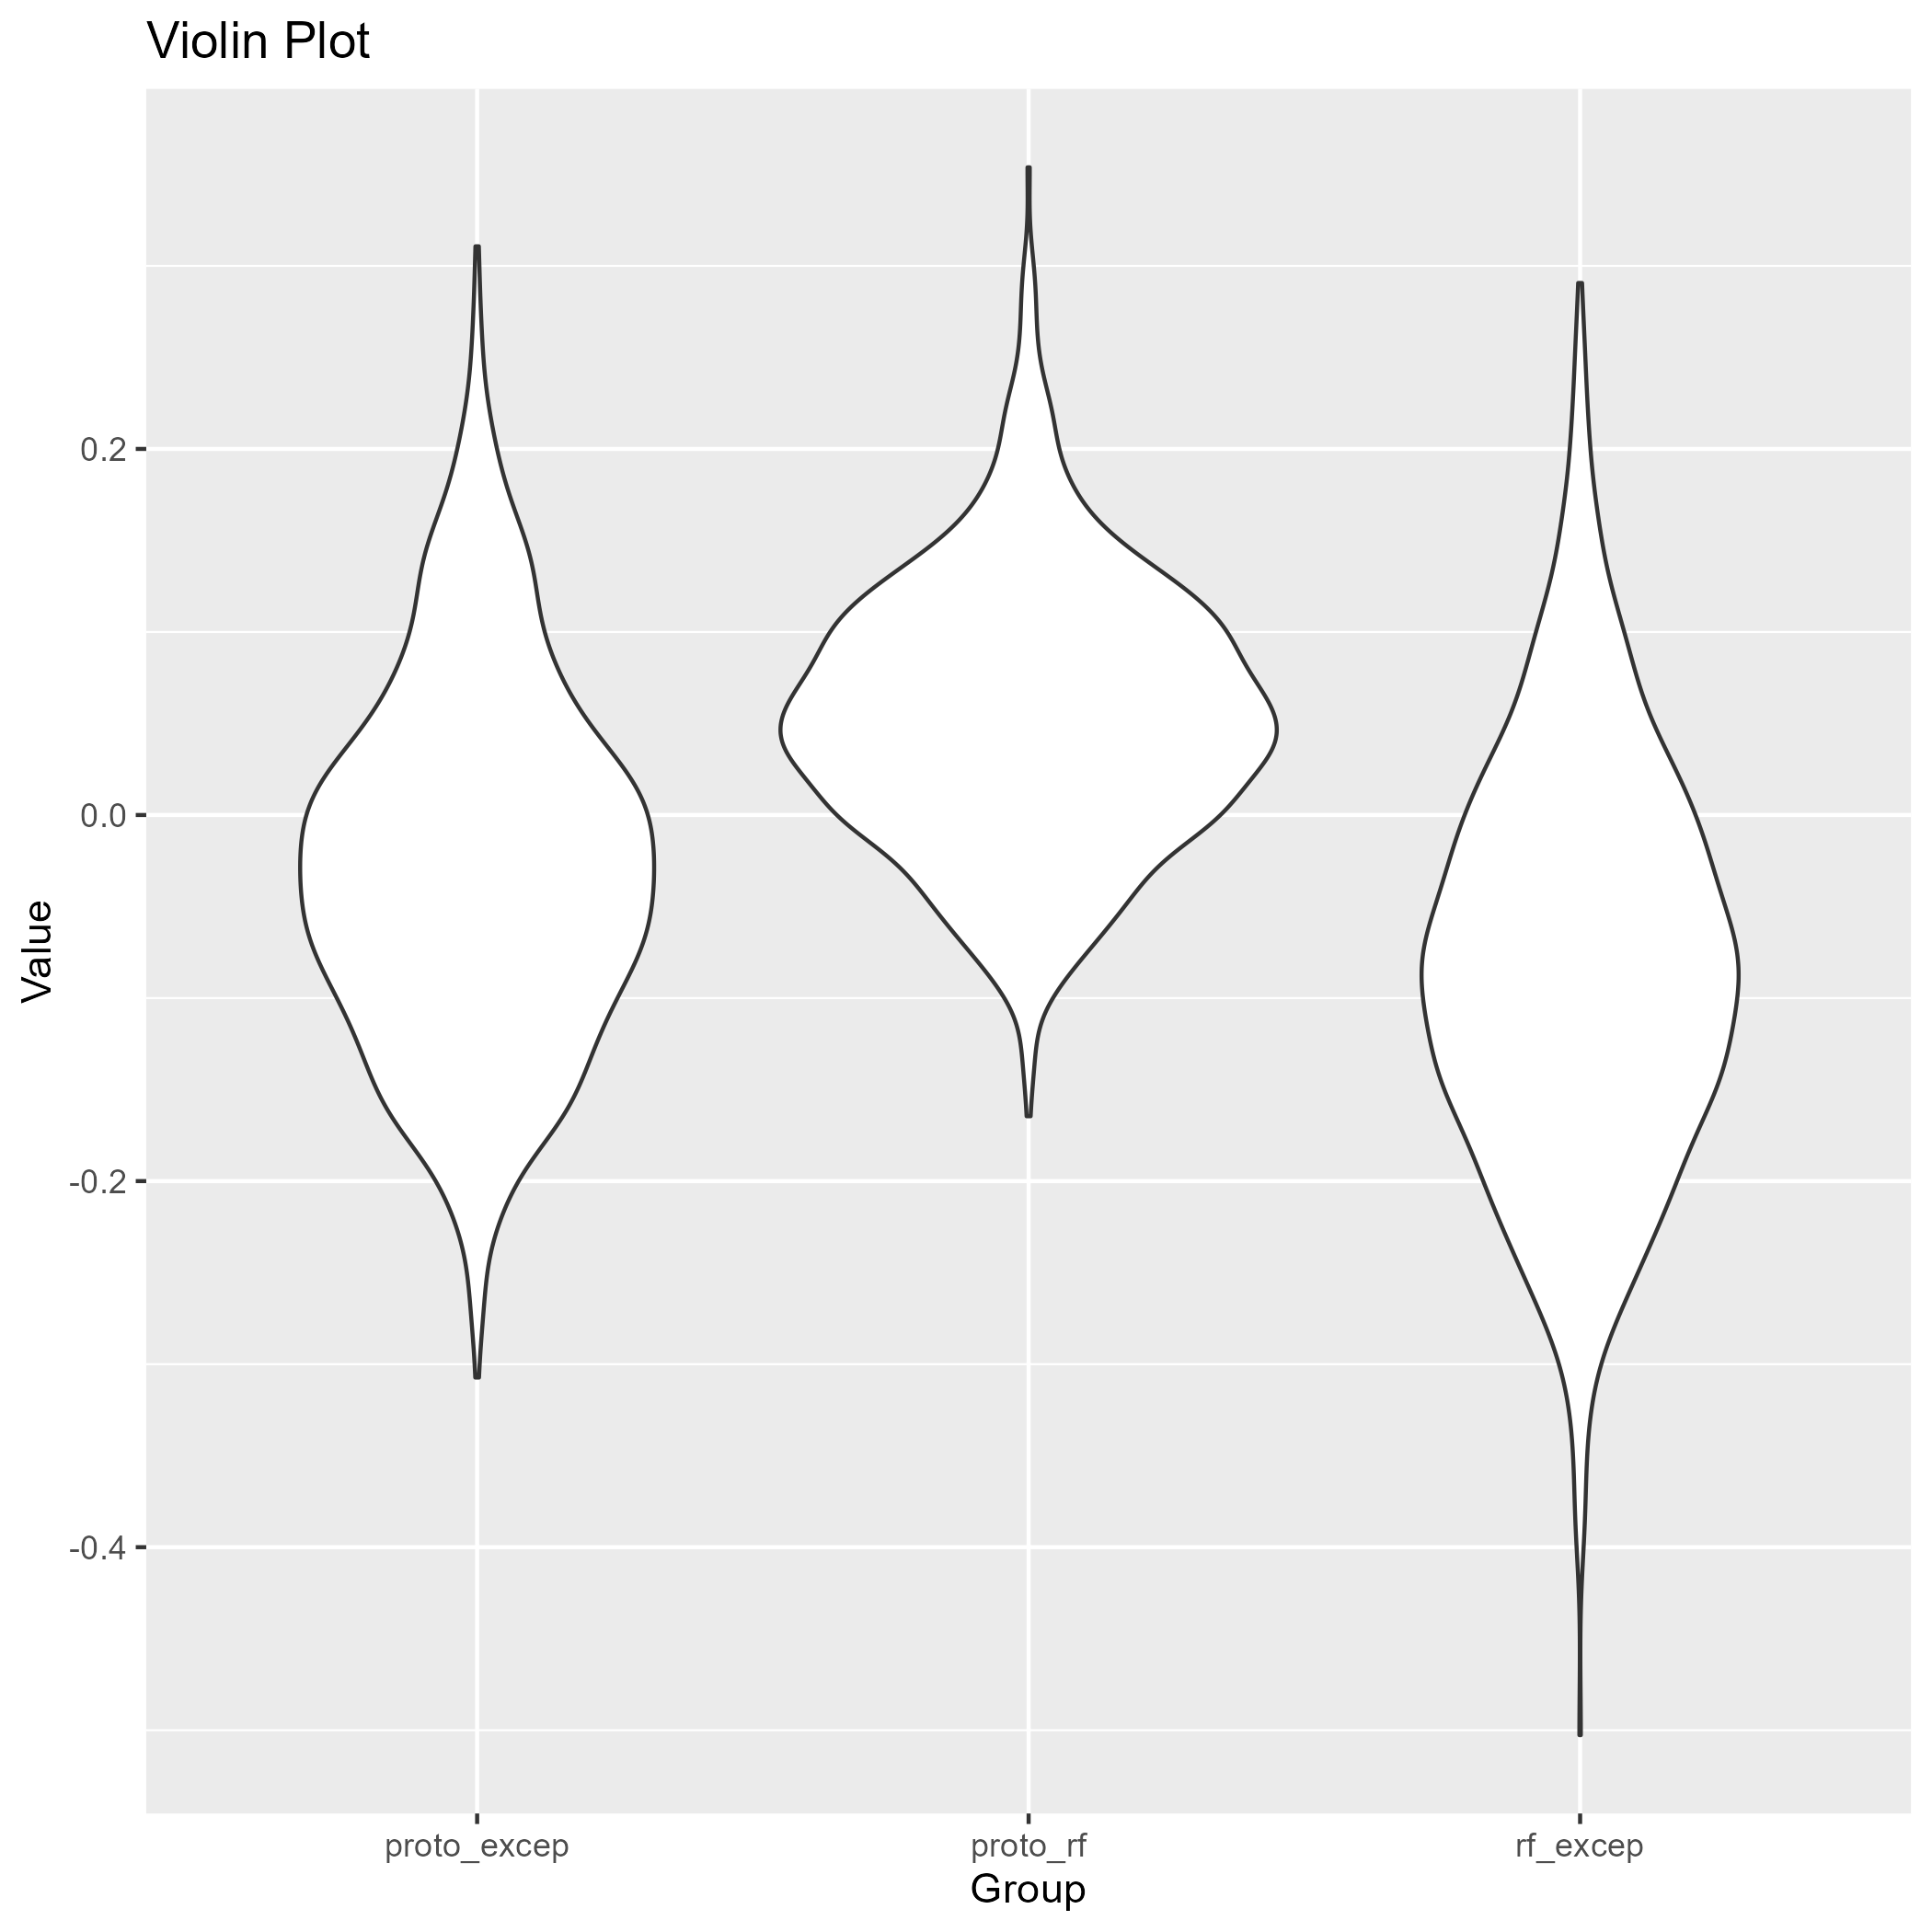 Violin Plot
Value
0.2
0.0
-0.2
-0.4
proto_excep
proto_rf
rf_excep
Group